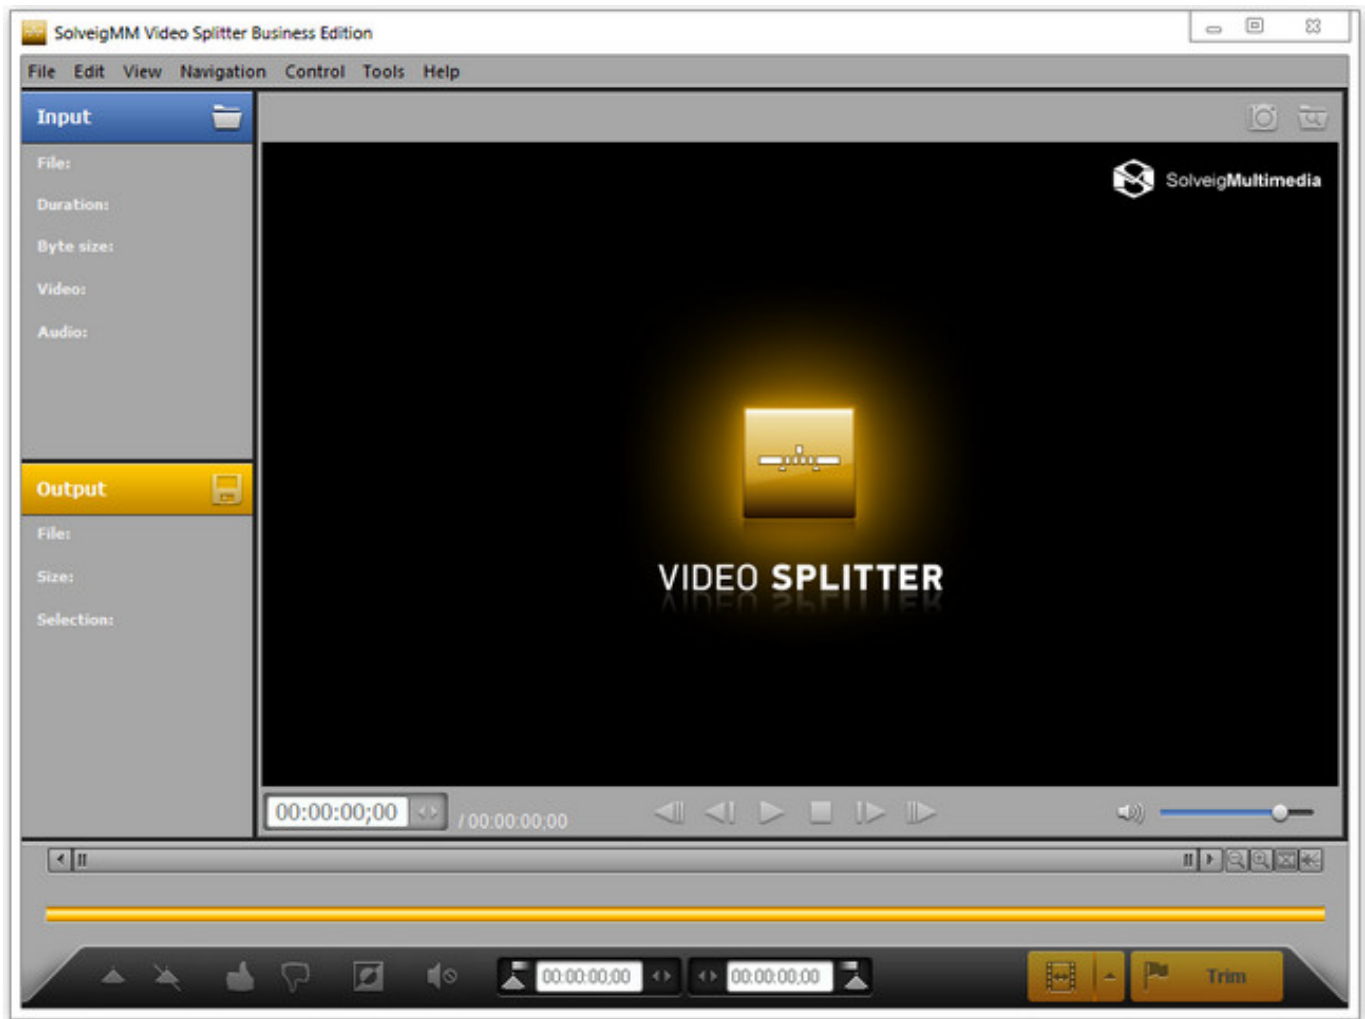 SolveigMM Video Splitter Business Edition
File Edit View Navigation Control Tools Help
Input
File:
Duration:
Byte size:
Video:
Audio:
SolveigMultimedia
VIDEO SPLITTER
Output
File:
Size:
Selection:
00:00:00;00 / 00:00:00;00
00:00:00;00 00:00:00;00 Trim